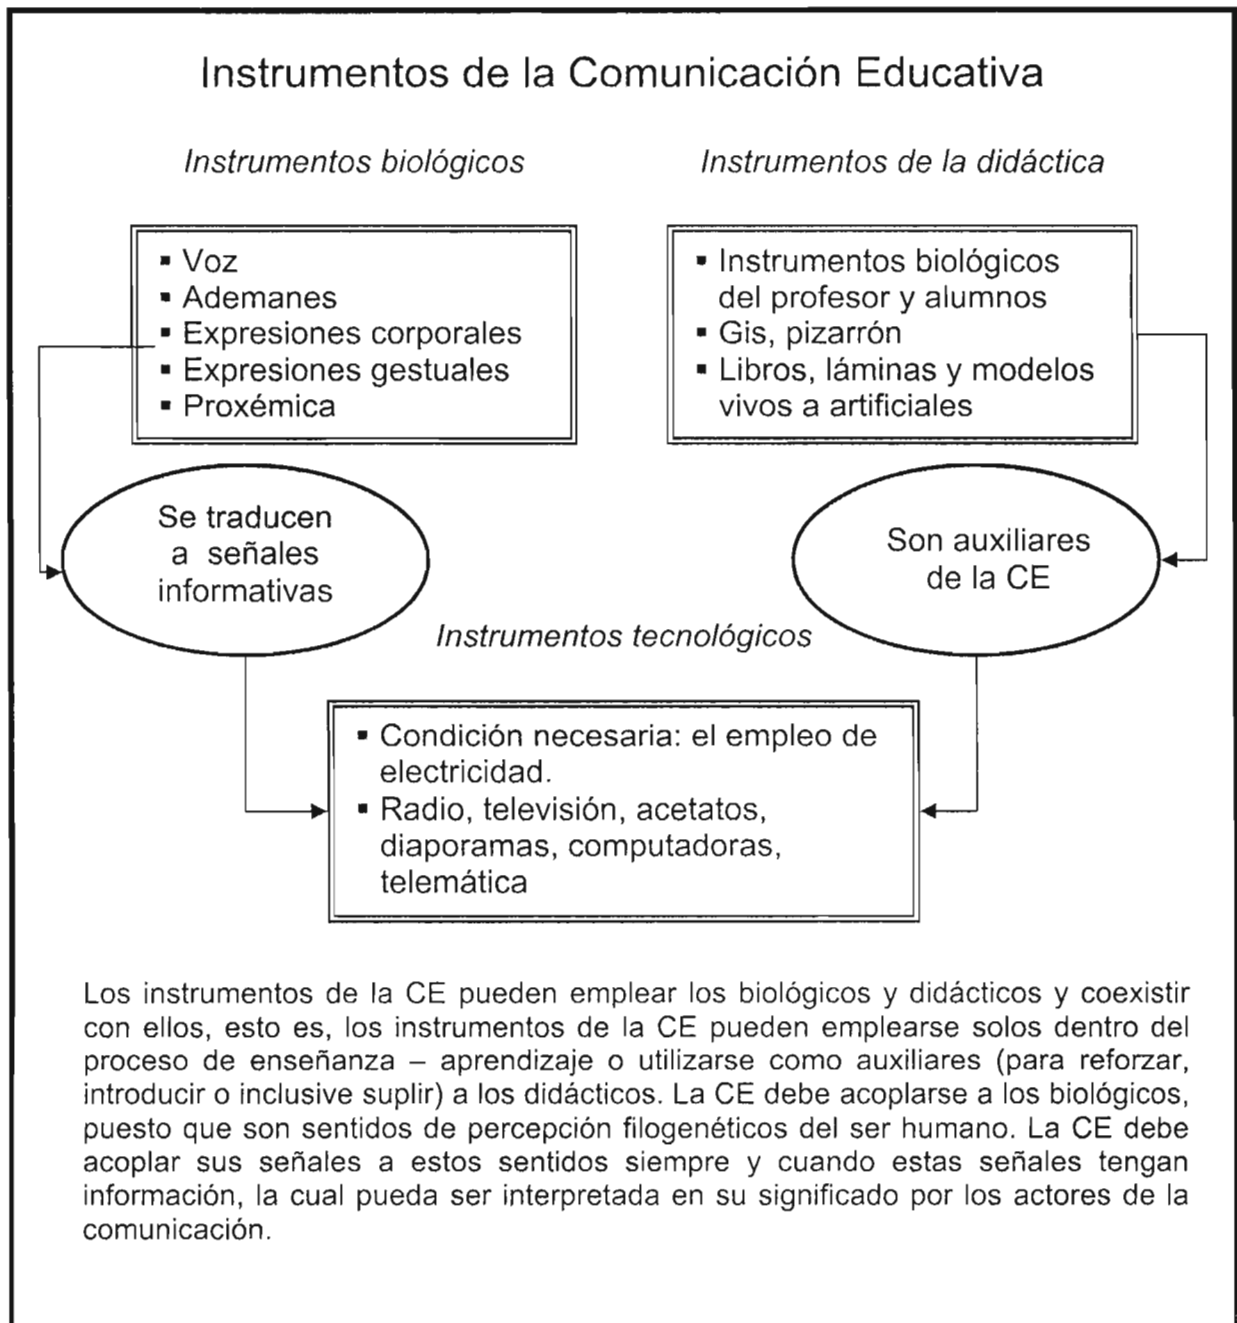 Instrumentos de la Comunicación Educativa
Instrumentos biológicos
▪ Voz
▪ Ademanes
▪ Expresiones corporales
▪ Expresiones gestuales
▪ Proxémica
Instrumentos de la didáctica
▪ Instrumentos biológicos
del profesor y alumnos
▪ Gis, pizarrón
▪ Libros, láminas y modelos
vivos a artificiales
Se traducen
a señales
informativas
Son auxiliares
de la CE
Instrumentos tecnológicos
▪ Condición necesaria: el empleo de
electricidad.
▪ Radio, televisión, acetatos,
diaporamas, computadoras,
telemática
Los instrumentos de la CE pueden emplear los biológicos y didácticos y coexistir
con ellos, esto es, los instrumentos de la CE pueden emplearse solos dentro del
proceso de enseñanza – aprendizaje o utilizarse como auxiliares (para reforzar,
introducir o inclusive suplir) a los didácticos. La CE debe acoplarse a los biológicos,
puesto que son sentidos de percepción filogenéticos del ser humano. La CE debe
acoplar sus señales a estos sentidos siempre y cuando estas señales tengan
información, la cual pueda ser interpretada en su significado por los actores de la
comunicación.